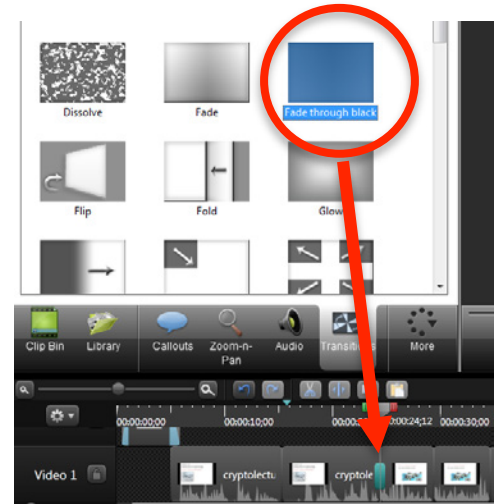 Dissolve
Fade
Fade through black
Flip
Fold
Glow
Clip Bin
Library
Callouts
Zoom-n-
Pan
Audio
Transitions
More
00:00:00;00
00:00:10;00
00:00:24;12
00:00:30;00
Video 1
cryptolectu
cryptole